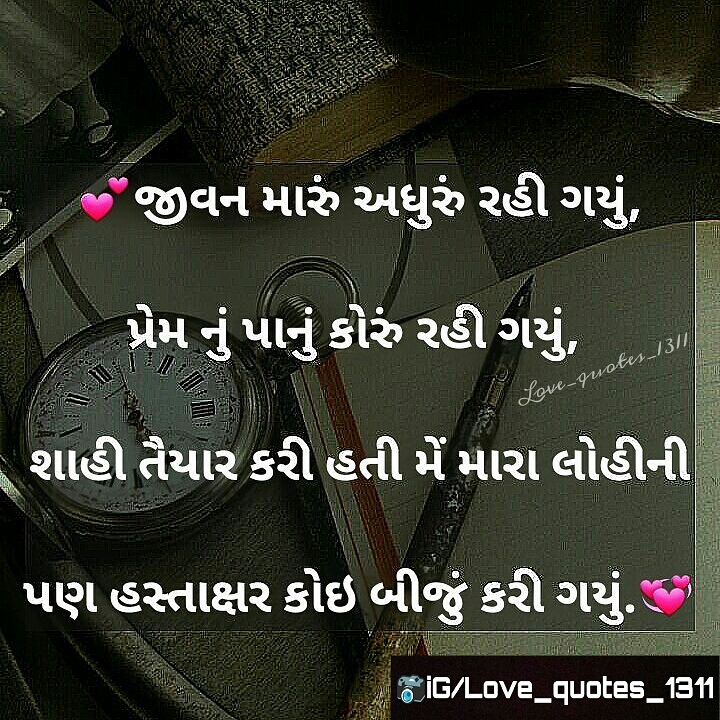 💕જીવન મારું અધુરું રહી ગયું,
પ્રેમ નું પાનું કોરું રહી ગયું,
Love_quotes_1311
શાહી તૈયાર કરી હતી મેં મારા લોહીની
પણ હસ્તાક્ષર કોઇ બીજું કરી ગયું.💞
📷iG/Love_quotes_1311